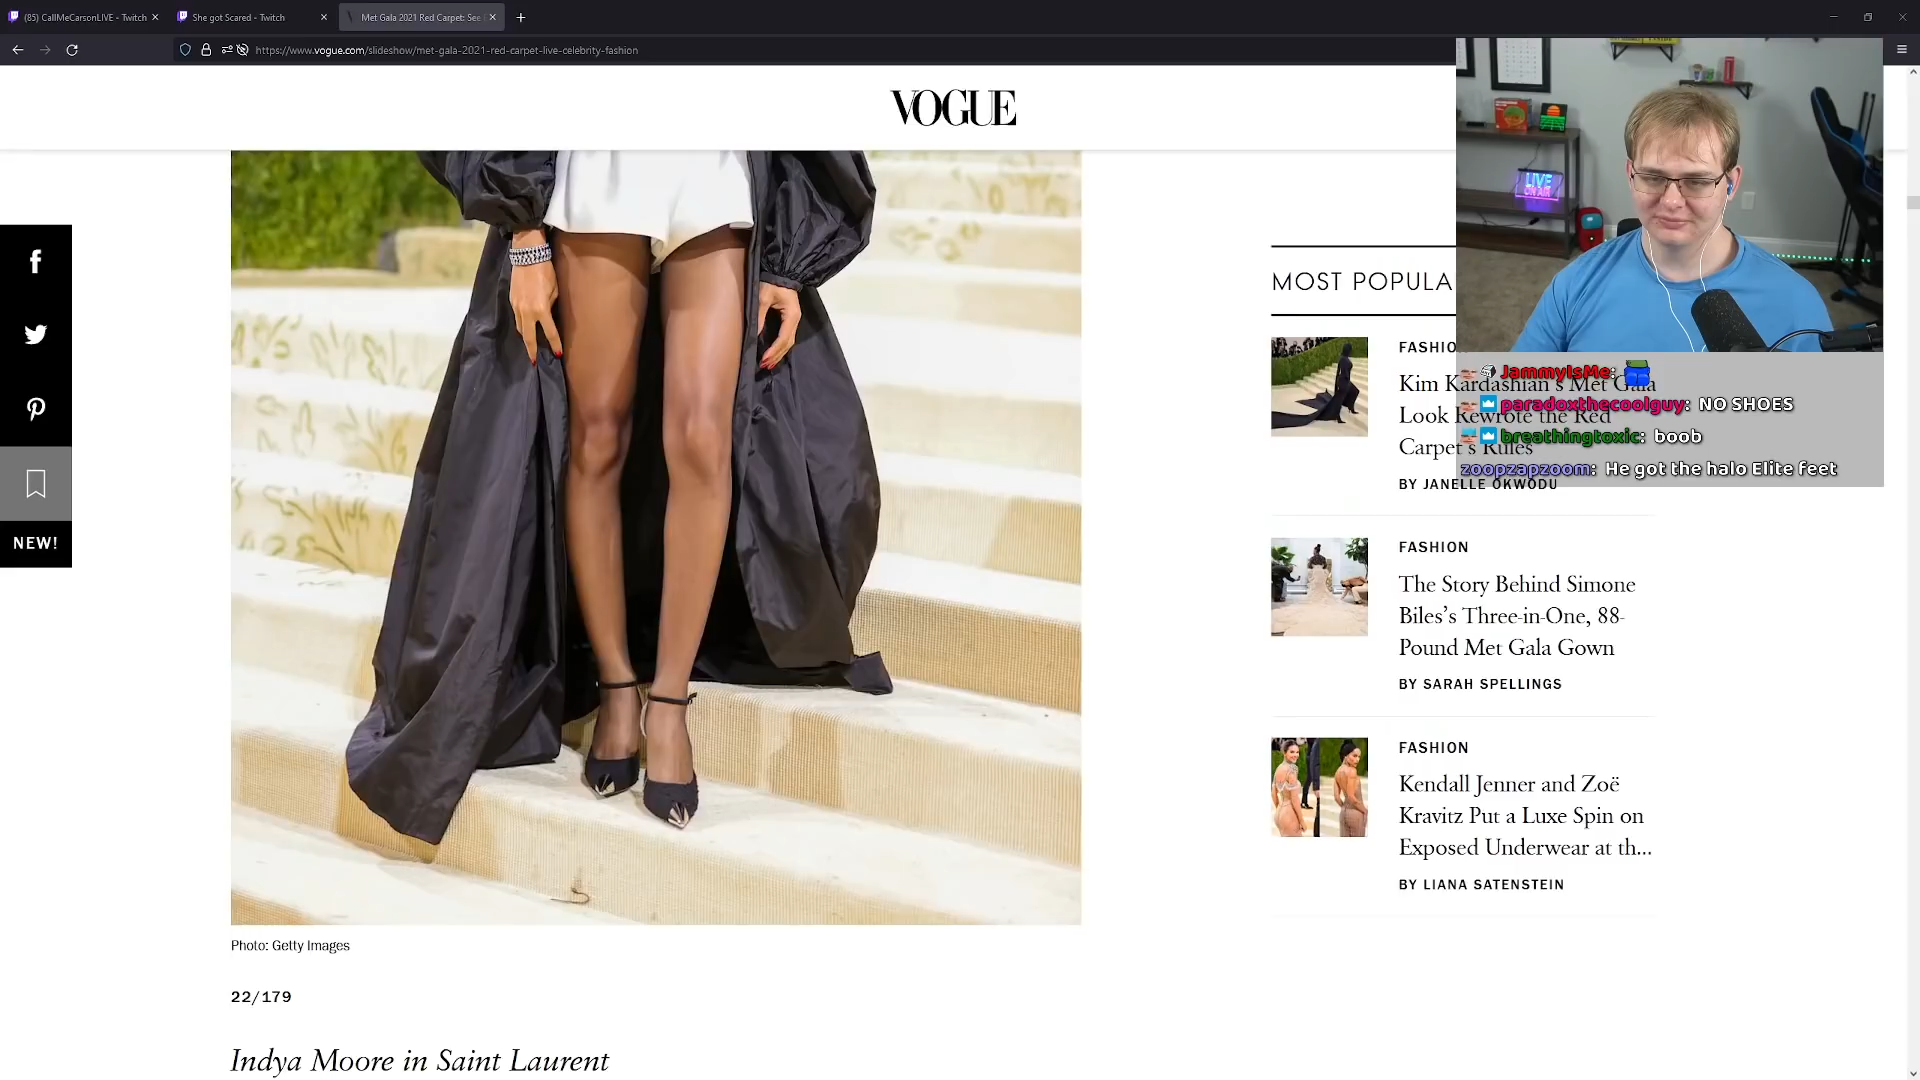 (85) CallMeCarsonLIVE - Twitch
She got Scared - Twitch
Met Gala 2021 Red Carpet: See
https://www.vogue.com/slideshow/met-gala-2021-red-carpet-live-celebrity-fashion
VOGUE
LIVE
ON AIR
NEW!
MOST POPULA
FASHIO
Kim Kardashian's Met Gala
Look Rewrote the Red
Carpet's Rules
BY JANELLE OKWODU
JammyIsMe:
paradoxthecoolguy: NO SHOES
breathingtoxic: boob
zoopzapzoom: He got the halo Elite feet
FASHION
The Story Behind Simone
Biles's Three-in-One, 88-
Pound Met Gala Gown
BY SARAH SPELLINGS
FASHION
Kendall Jenner and Zoë
Kravitz Put a Luxe Spin on
Exposed Underwear at th...
BY LIANA SATENSTEIN
Photo: Getty Images
22/179
Indya Moore in Saint Laurent